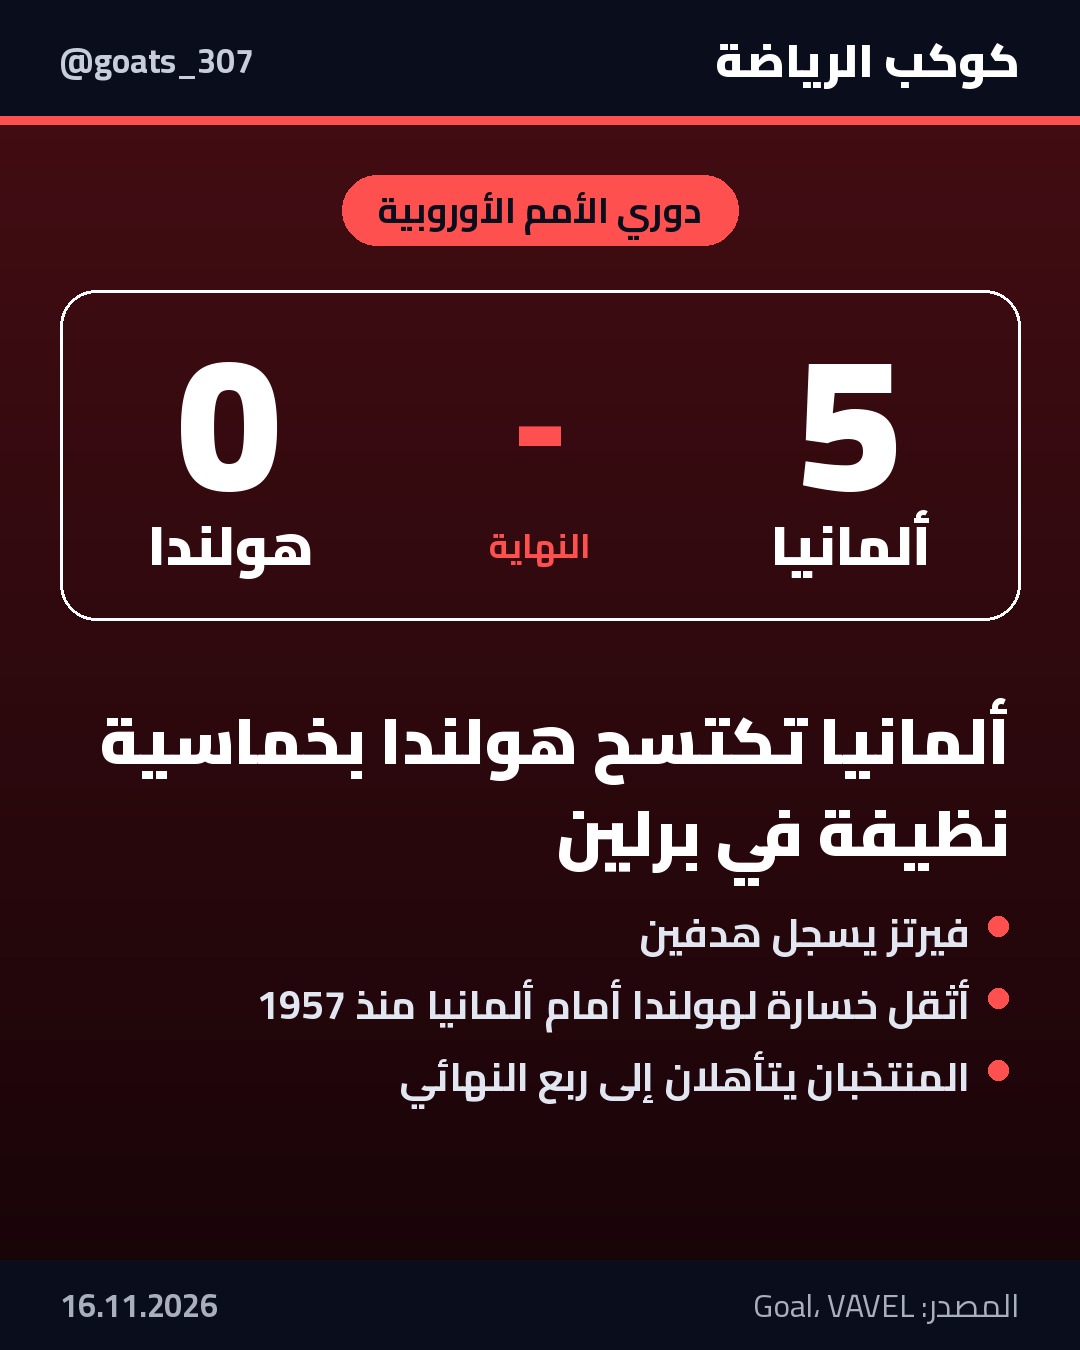 كوكب الرياضة
@goats_307
دوري الأمم الأوروبية
5 - 0
ألمانيا النهاية هولندا
ألمانيا تكتسح هولندا بخماسية
نظيفة في برلين
فيرتز يسجل هدفين
أثقل خسارة لهولندا أمام ألمانيا منذ 1957
المنتخبان يتأهلان إلى ربع النهائي
المصدر: Goal، VAVEL
16.11.2026